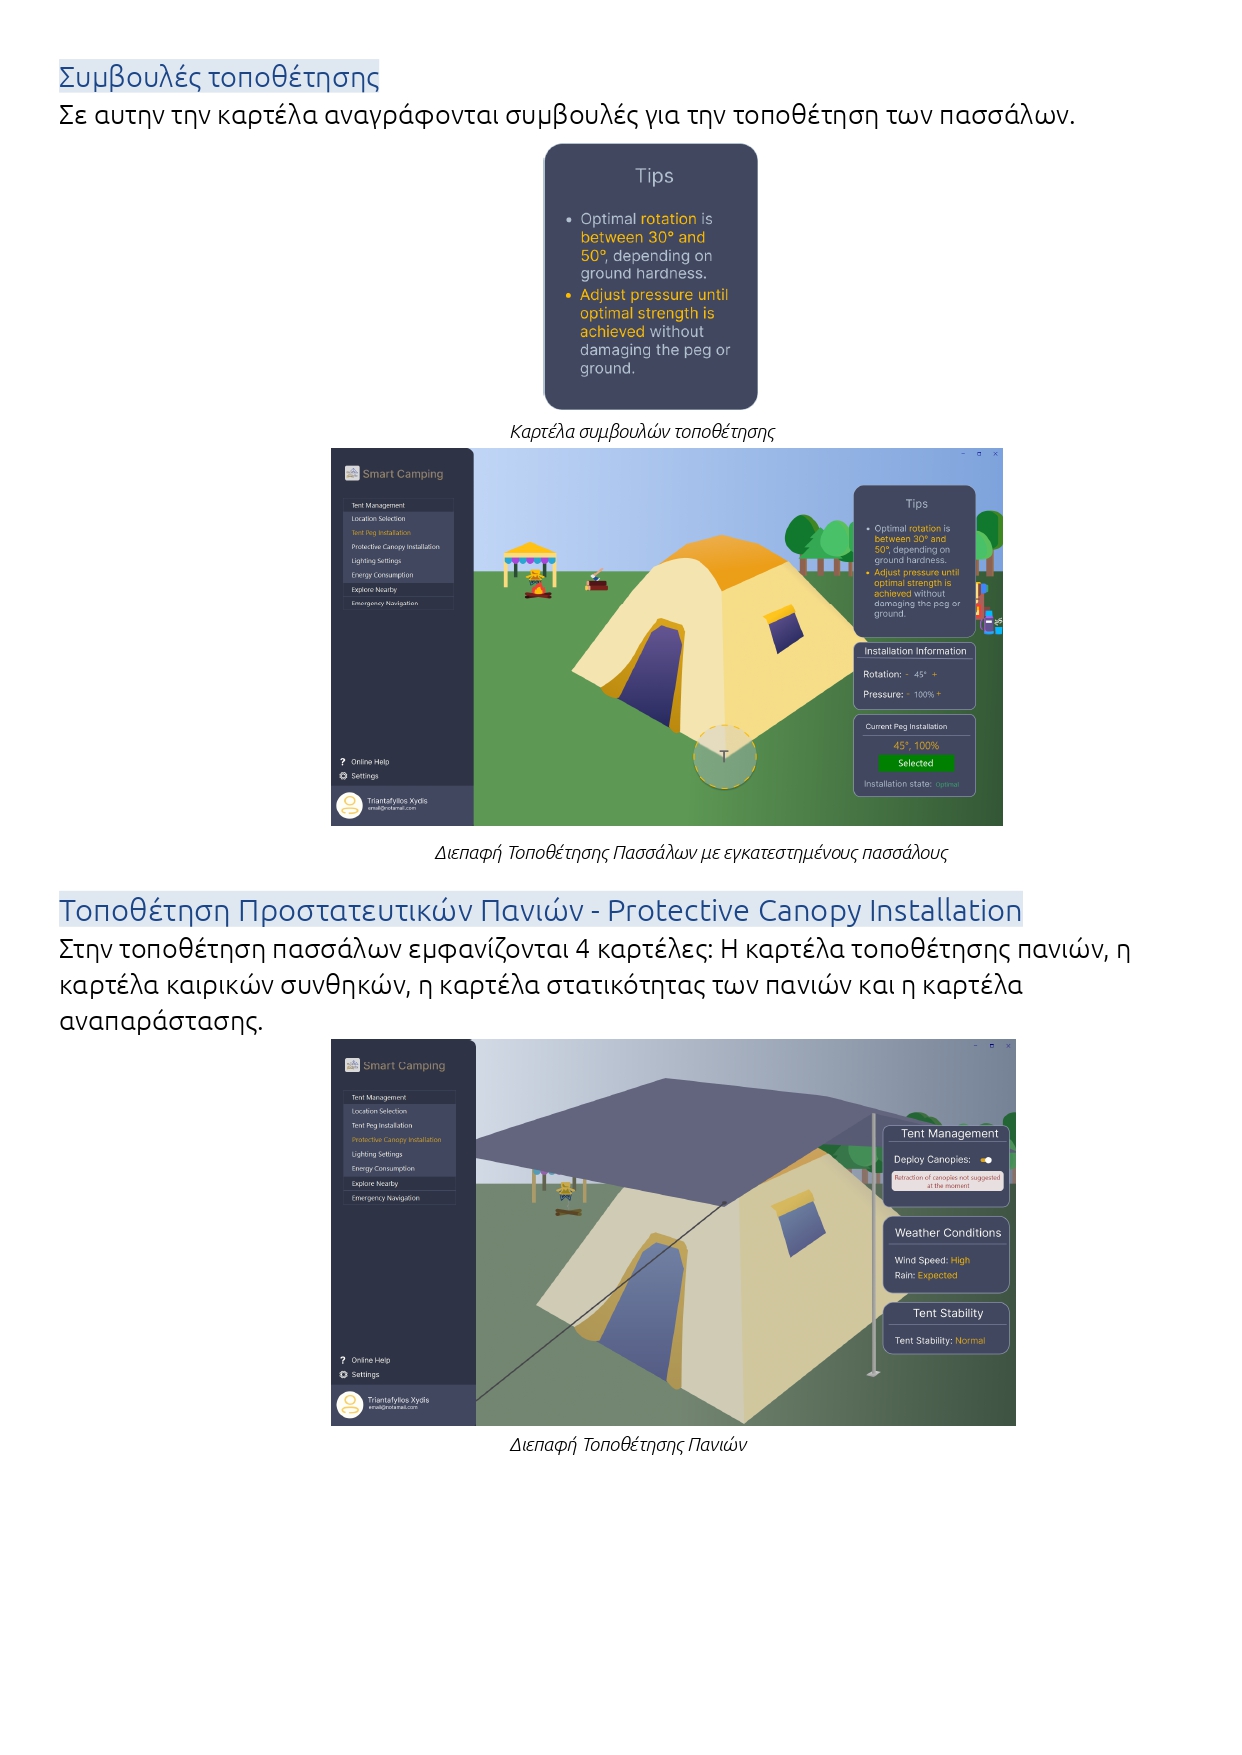 Συμβουλές τοποθέτησης
Σε αυτην την καρτέλα αναγράφονται συμβουλές για την τοποθέτηση των πασσάλων.
Tips
• Optimal rotation is
between 30° and
50°, depending on
ground hardness.
• Adjust pressure until
optimal strength is
achieved without
damaging the peg or
ground.
Καρτέλα συμβουλών τοποθέτησης
Smart Camping
Tent Management
Location Selection
Tent Peg Installation
Protective Canopy Installation
Lighting Settings
Energy Consumption
Explore Nearby
Emergency Navigation
? Online Help
Settings
Triantafyllos Xydis
email@notamail.com
Tips
• Optimal rotation is
between 30° and
50°, depending on
ground hardness.
• Adjust pressure until
optimal strength is
achieved without
damaging the peg or
ground.
Installation Information
Rotation: - 45° +
Pressure: - 100% +
Current Peg Installation
45°, 100%
Selected
Installation state: Optimal
Διεπαφή Τοποθέτησης Πασσάλων με εγκατεστημένους πασσάλους
Τοποθέτηση Προστατευτικών Πανιών - Protective Canopy Installation
Στην τοποθέτηση πασσάλων εμφανίζονται 4 καρτέλες: Η καρτέλα τοποθέτησης πανιών, η
καρτέλα καιρικών συνθηκών, η καρτέλα στατικότητας των πανιών και η καρτέλα
αναπαράστασης.
Smart Camping
Tent Management
Location Selection
Tent Peg Installation
Protective Canopy Installation
Lighting Settings
Energy Consumption
Explore Nearby
Emergency Navigation
? Online Help
Settings
Triantafyllos Xydis
email@notamail.com
Tent Management
Deploy Canopies:
Retraction of canopies not suggested
at the moment
Weather Conditions
Wind Speed: High
Rain: Expected
Tent Stability
Tent Stability: Normal
Διεπαφή Τοποθέτησης Πανιών